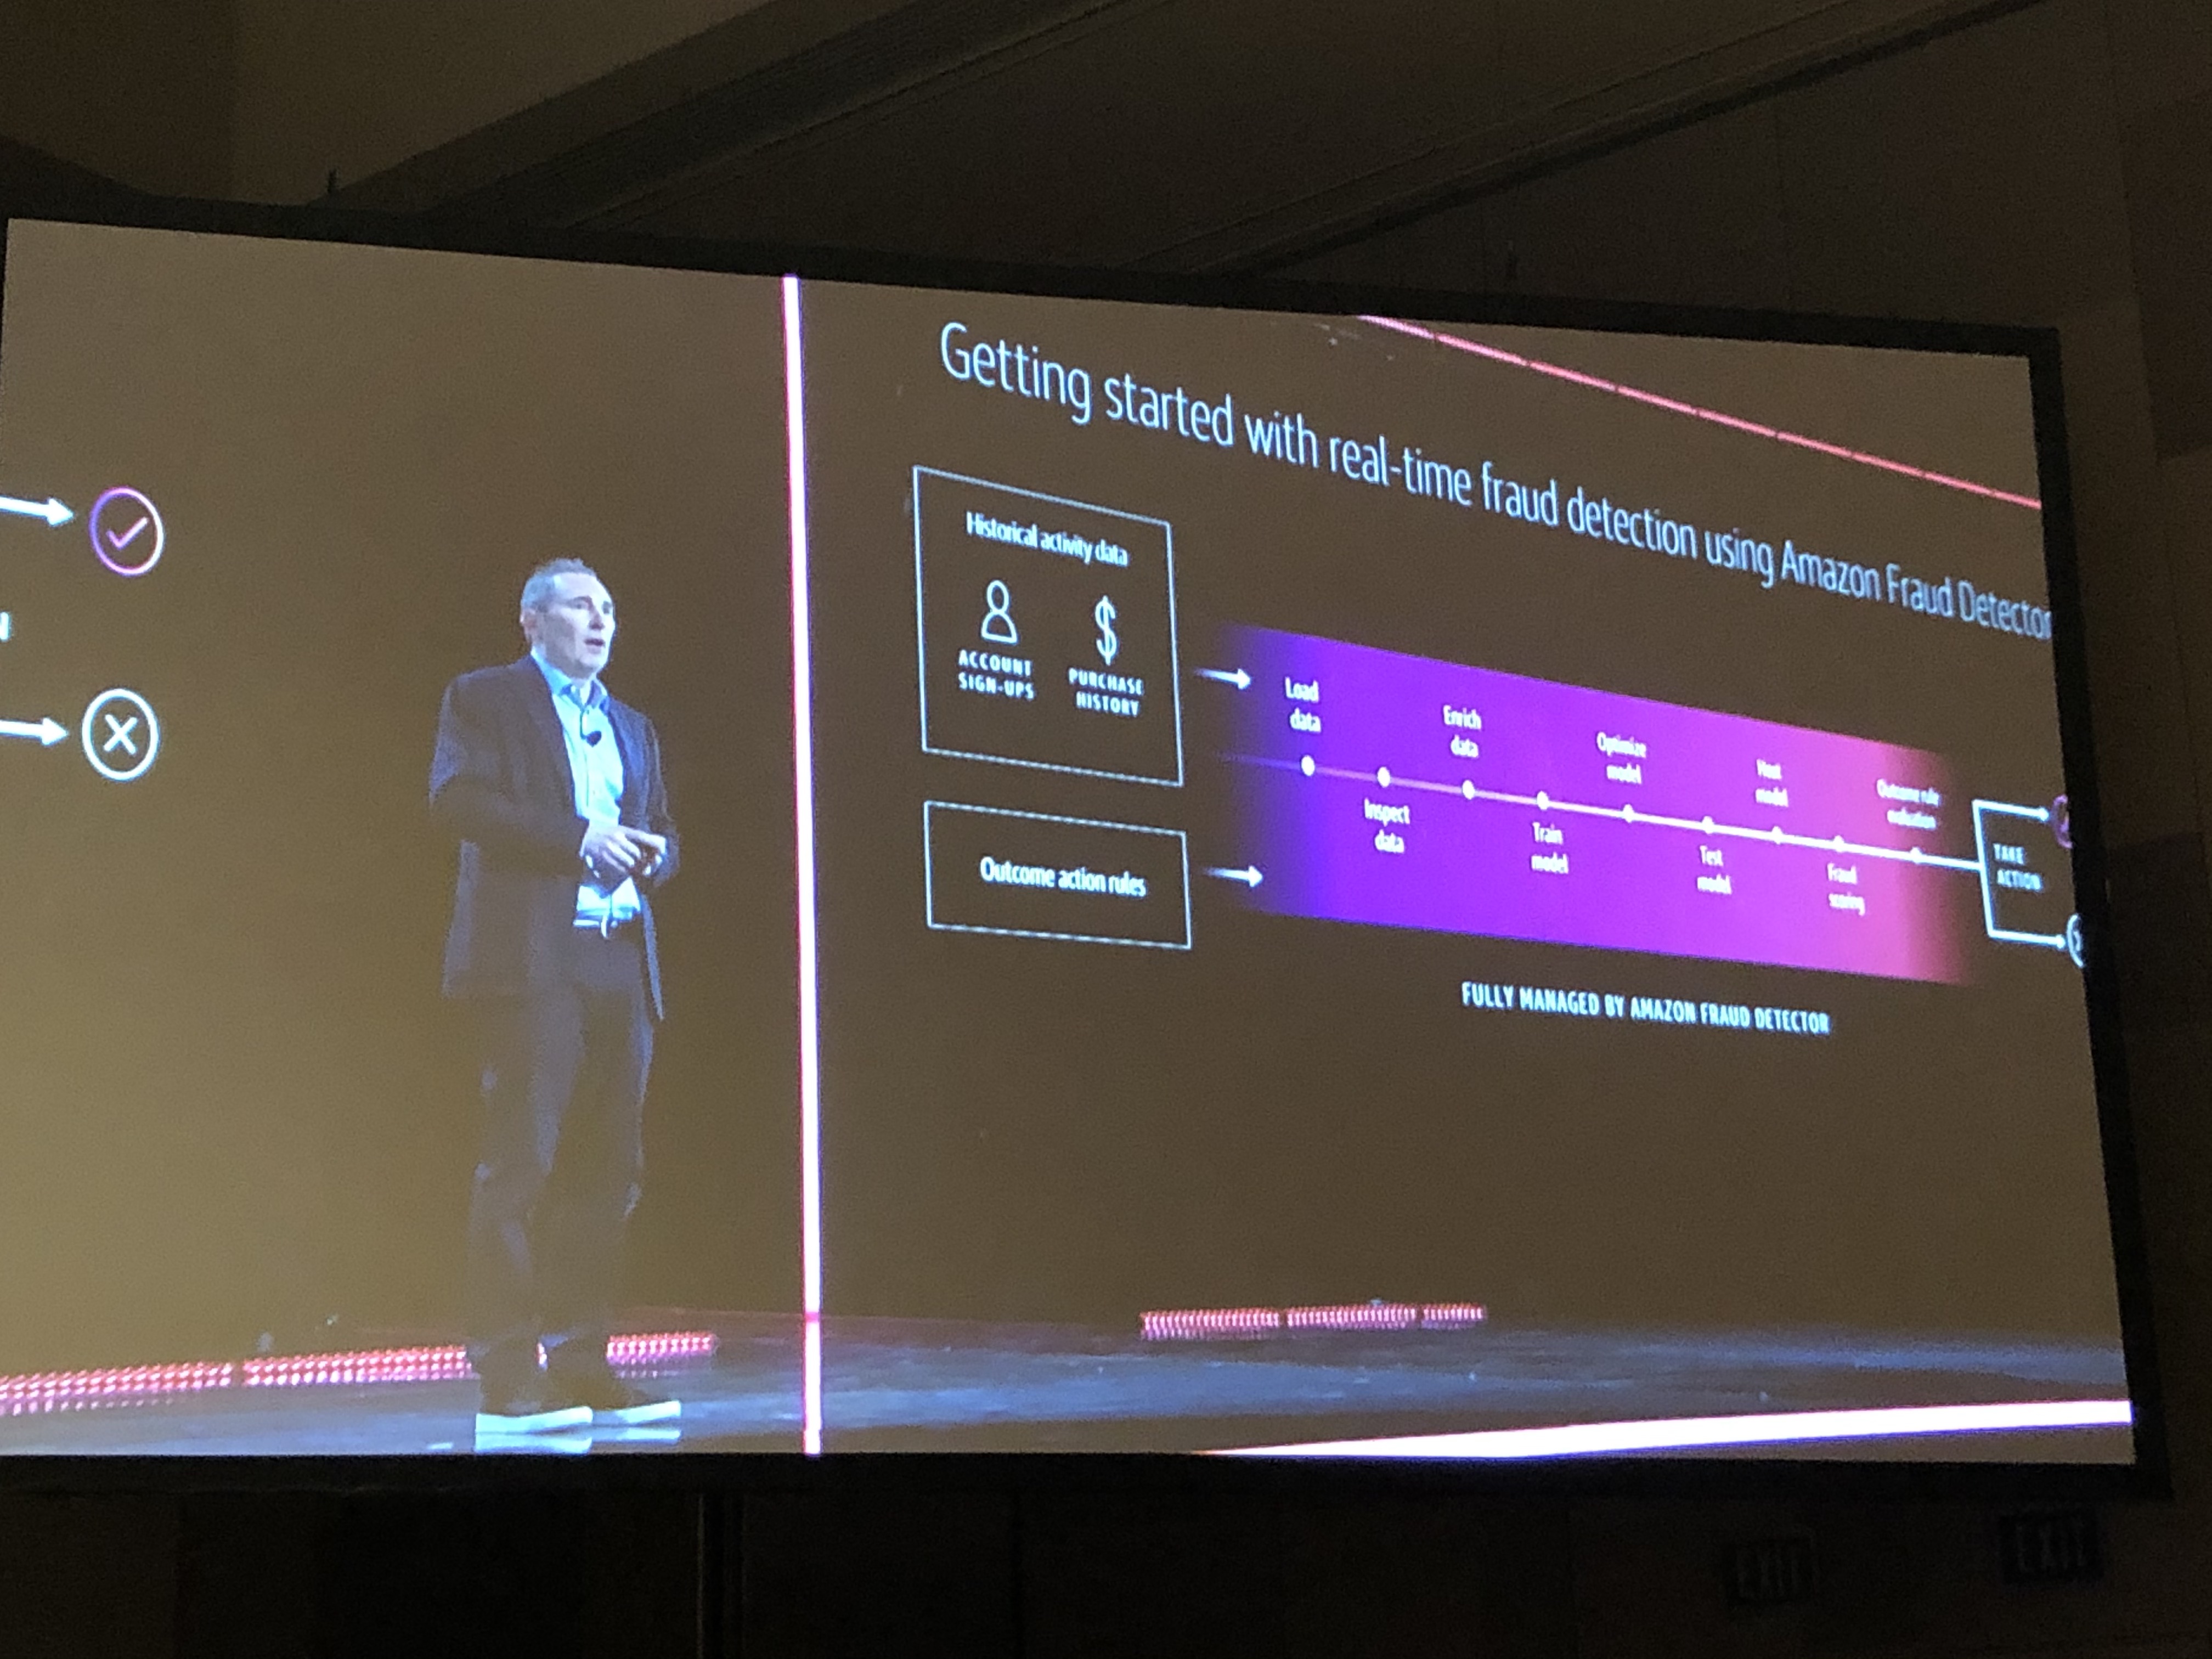 Getting started with real-time fraud detection using Amazon Fraud Detector
Historical activity data
ACCOUNT
SIGN-UPS
PURCHASE
HISTORY
Outcome action rules
Load
data
Inspect
data
Enrich
data
Train
model
Optimize
model
Test
model
Host
model
Fraud
scoring
Outcome rule
evaluation
TAKE
ACTION
FULLY MANAGED BY AMAZON FRAUD DETECTOR
EXIT
EXIT